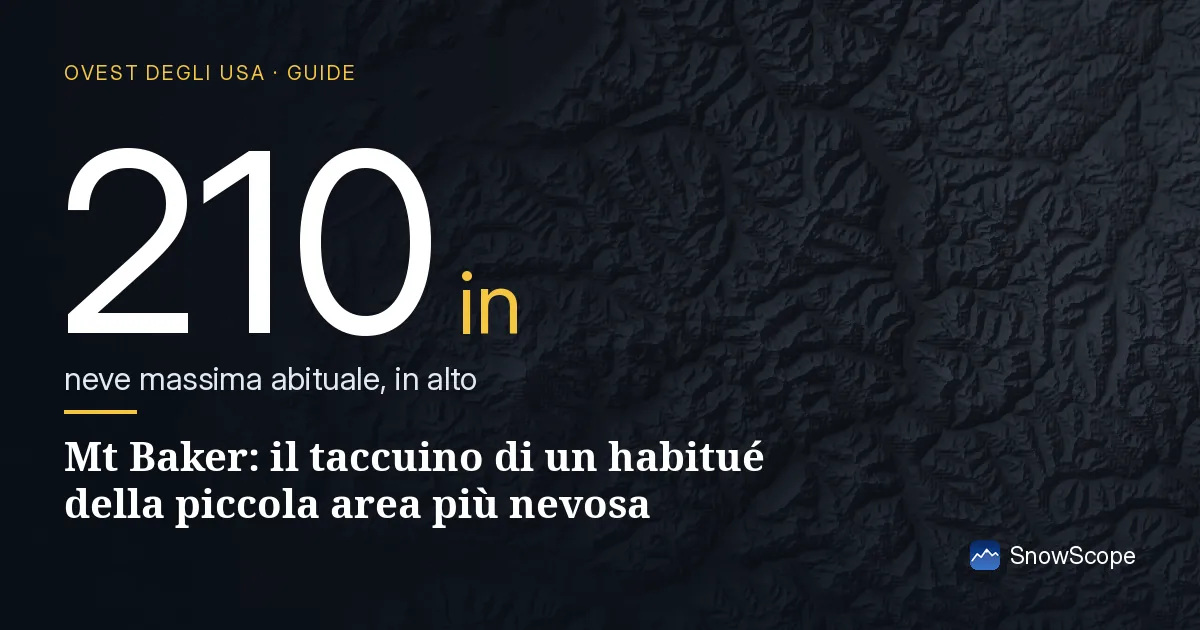 OVEST DEGLI USA · GUIDE
210 in
neve massima abituale, in alto
Mt Baker: il taccuino di un habitué
della piccola area più nevosa
SnowScope